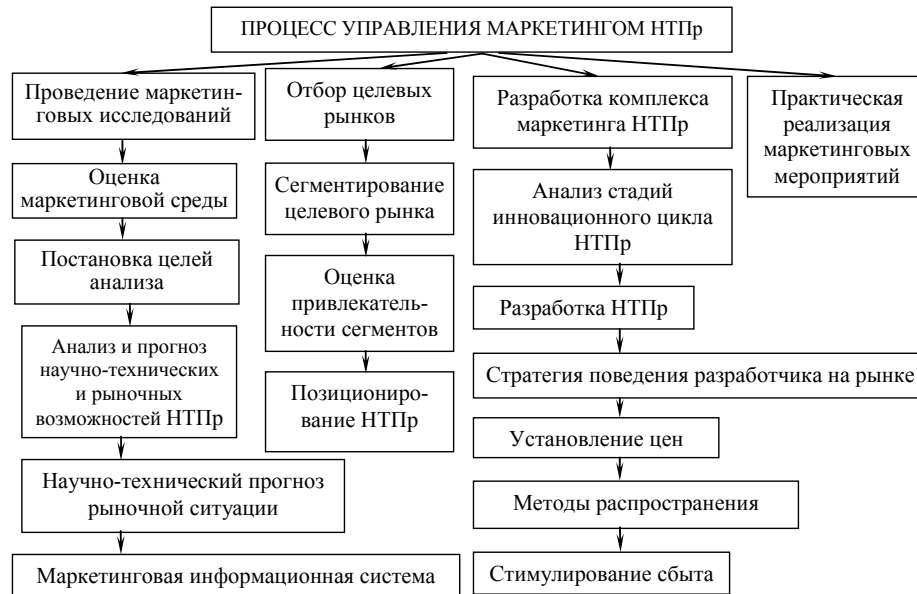 ПРОЦЕСС УПРАВЛЕНИЯ МАРКЕТИНГОМ НТПр
Проведение маркетин-
говых исследований
Оценка
маркетинговой среды
Постановка целей
анализа
Анализ и прогноз
научно-технических
и рыночных
возможностей НТПр
Научно-технический прогноз
рыночной ситуации
Маркетинговая информационная система
Отбор целевых
рынков
Сегментирование
целевого рынка
Оценка
привлекатель-
ности сегментов
Позициониро-
вание НТПр
Разработка комплекса
маркетинга НТПр
Анализ стадий
инновационного цикла
НТПр
Разработка НТПр
Стратегия поведения разработчика на рынке
Установление цен
Методы распространения
Стимулирование сбыта
Практическая
реализация
маркетинговых
мероприятий